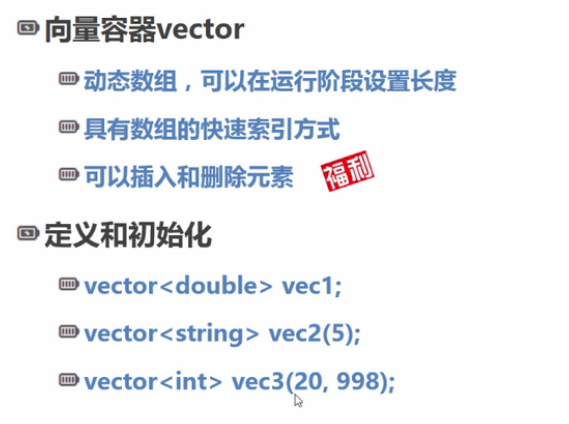 向量容器vector
动态数组，可以在运行阶段设置长度
具有数组的快速索引方式
可以插入和删除元素
福利
定义和初始化
vector<double> vec1;
vector<string> vec2(5);
vector<int> vec3(20, 998);